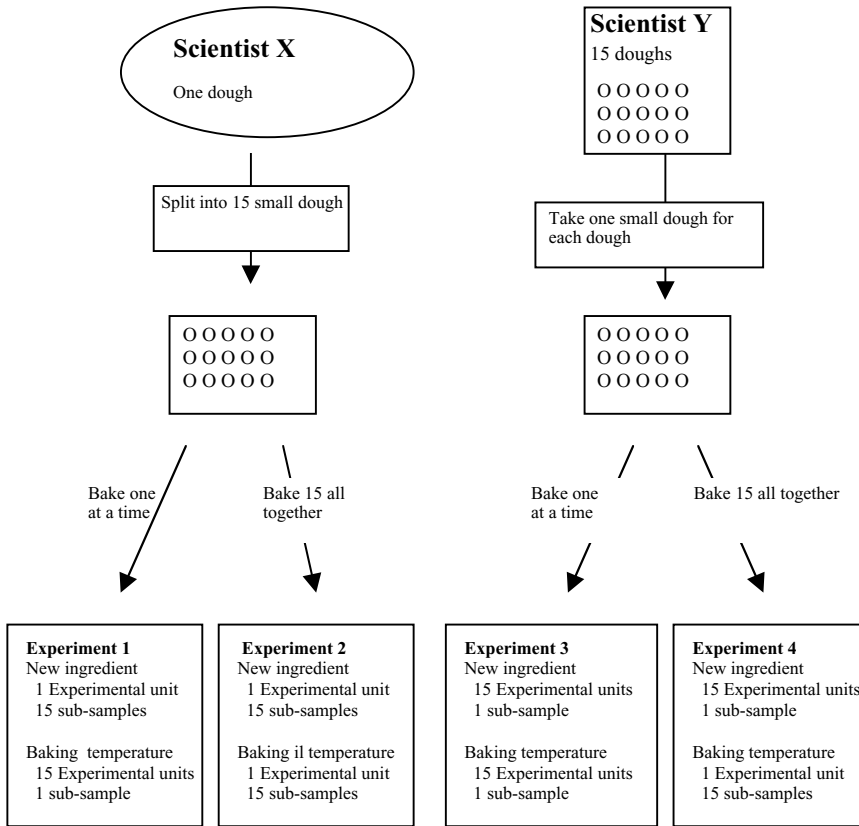 Scientist X
One dough
Split into 15 small dough
O O O O O
O O O O O
O O O O O
Bake one
at a time
Bake 15 all
together
Experiment 1
New ingredient
1 Experimental unit
15 sub-samples
Baking temperature
15 Experimental units
1 sub-sample
Experiment 2
New ingredient
1 Experimental unit
15 sub-samples
Baking il temperature
1 Experimental unit
15 sub-samples
Scientist Y
15 doughs
O O O O O
O O O O O
O O O O O
Take one small dough for
each dough
O O O O O
O O O O O
O O O O O
Bake one
at a time
Bake 15 all together
Experiment 3
New ingredient
15 Experimental units
1 sub-sample
Baking temperature
15 Experimental units
1 sub-sample
Experiment 4
New ingredient
15 Experimental units
1 sub-sample
Baking temperature
1 Experimental unit
15 sub-samples